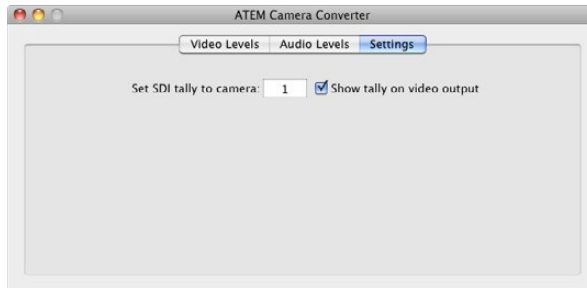 ATEM Camera Converter
Video Levels Audio Levels Settings
Set SDI tally to camera: 1 Show tally on video output